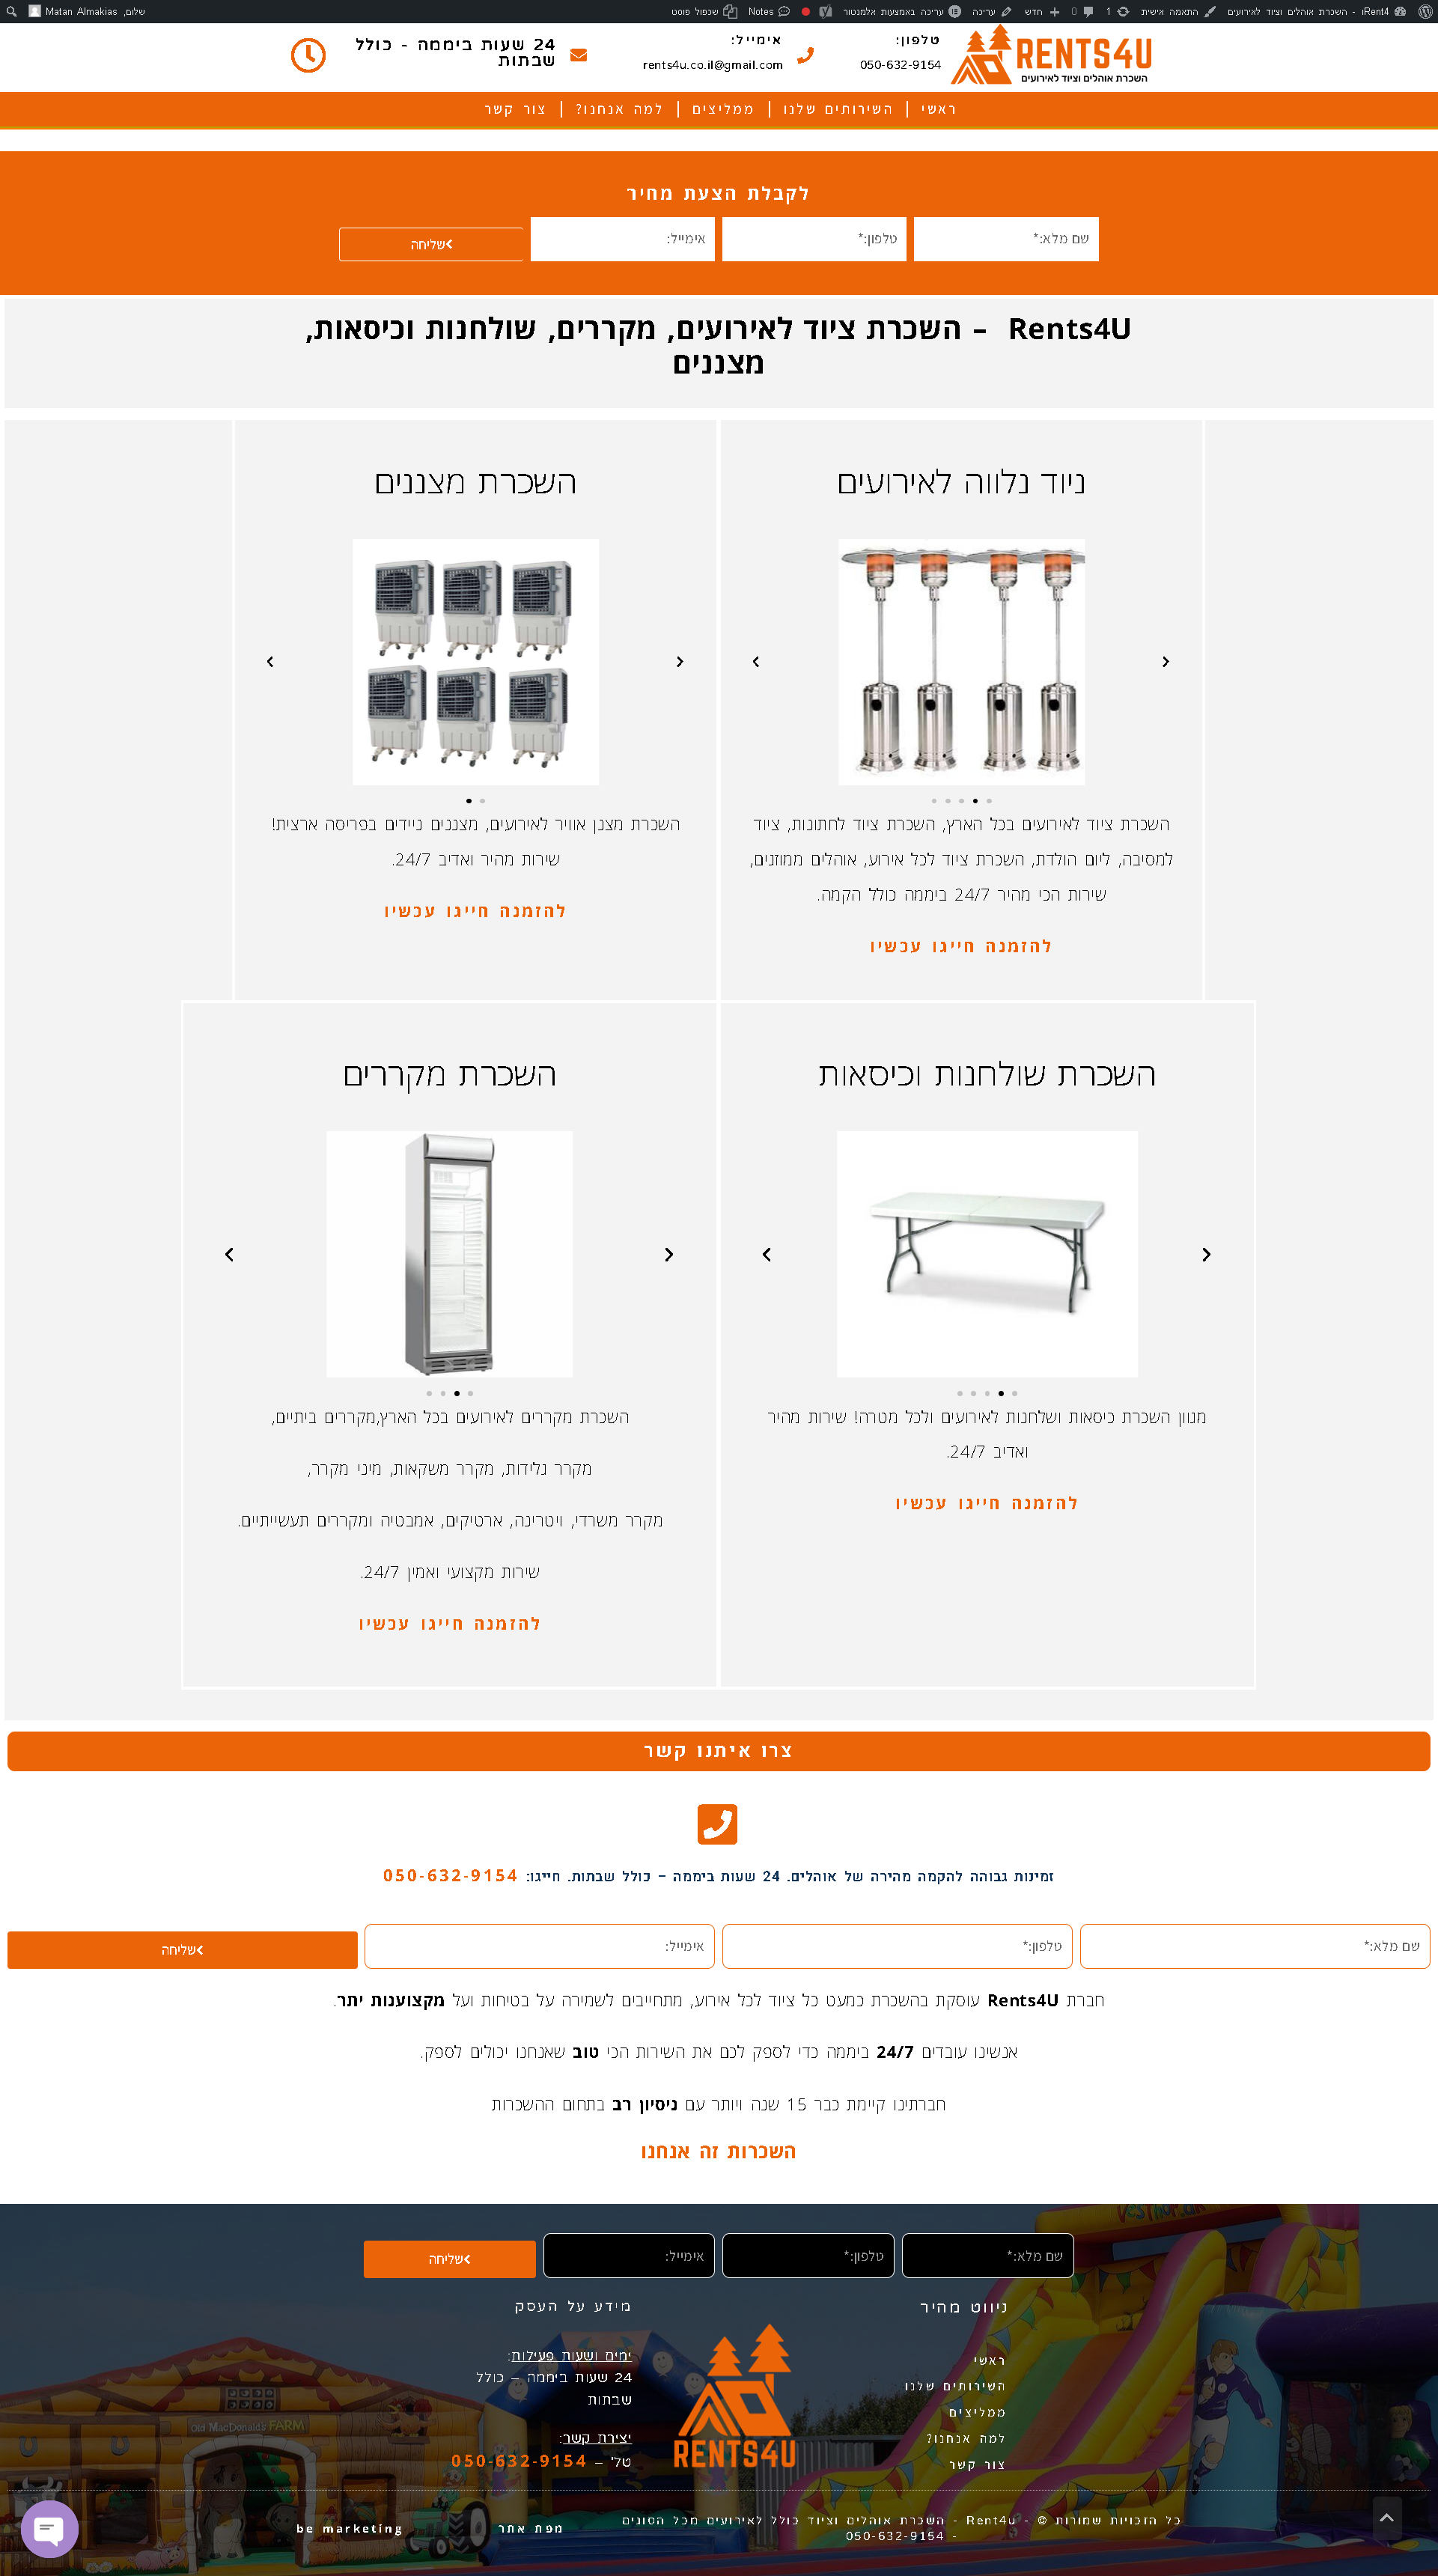 Rent4u - השכרת אוהלים וציוד לאירועים התאמה אישית 1 0 חדש עריכה עריכה באמצעות אלמנטור Notes שכפול פוסט שלום, Matan Almakias
RENTS4U
השכרת אוהלים וציוד לאירועים
טלפון:
050-632-9154
אימייל:
rents4u.co.il@gmail.com
24 שעות ביממה - כולל
שבתות
ראשי | השירותים שלנו | ממליצים | למה אנחנו? | צור קשר
לקבלת הצעת מחיר
שם מלא:* טלפון:* אימייל: שליחה
Rents4U – השכרת ציוד לאירועים, מקררים, שולחנות וכיסאות,
מצננים
ניוד נלווה לאירועים
השכרת ציוד לאירועים בכל הארץ, השכרת ציוד לחתונות, ציוד
למסיבה, ליום הולדת, השכרת ציוד לכל אירוע, אוהלים ממוזגים,
שירות הכי מהיר 24/7 ביממה כולל הקמה.
להזמנה חייגו עכשיו
השכרת מצננים
השכרת מצנן אוויר לאירועים, מצננים ניידים בפריסה ארצית!
שירות מהיר ואדיב 24/7.
להזמנה חייגו עכשיו
השכרת שולחנות וכיסאות
מגוון השכרת כיסאות ושלחנות לאירועים ולכל מטרה! שירות מהיר
ואדיב 24/7.
להזמנה חייגו עכשיו
השכרת מקררים
השכרת מקררים לאירועים בכל הארץ,מקררים ביתיים,
מקרר גלידות, מקרר משקאות, מיני מקרר,
מקרר משרדי, ויטרינה, ארטיקים, אמבטיה ומקררים תעשייתיים.
שירות מקצועי ואמין 24/7.
להזמנה חייגו עכשיו
צרו איתנו קשר
זמינות גבוהה להקמה מהירה של אוהלים. 24 שעות ביממה – כולל שבתות. חייגו: 050-632-9154
שם מלא:* טלפון:* אימייל: שליחה
חברת Rents4U עוסקת בהשכרת כמעט כל ציוד לכל אירוע, מתחייבים לשמירה על בטיחות ועל מקצוענות יתר.
אנשינו עובדים 24/7 ביממה כדי לספק לכם את השירות הכי טוב שאנחנו יכולים לספק.
חברתינו קיימת כבר 15 שנה ויותר עם ניסיון רב בתחום ההשכרות
השכרות זה אנחנו
שם מלא:* טלפון:* אימייל: שליחה
ניווט מהיר
ראשי
השירותים שלנו
ממליצים
למה אנחנו?
צור קשר
RENTS4U
מידע על העסק
ימים ושעות פעילות:
24 שעות ביממה – כולל
שבתות
יצירת קשר:
טל' – 050-632-9154
Old MacDonald's FARM
כל הזכויות שמורות © - Rent4u - השכרת אוהלים וציוד כולל לאירועים מכל הסוגים
- 050-632-9154
מפת אתר
be marketing